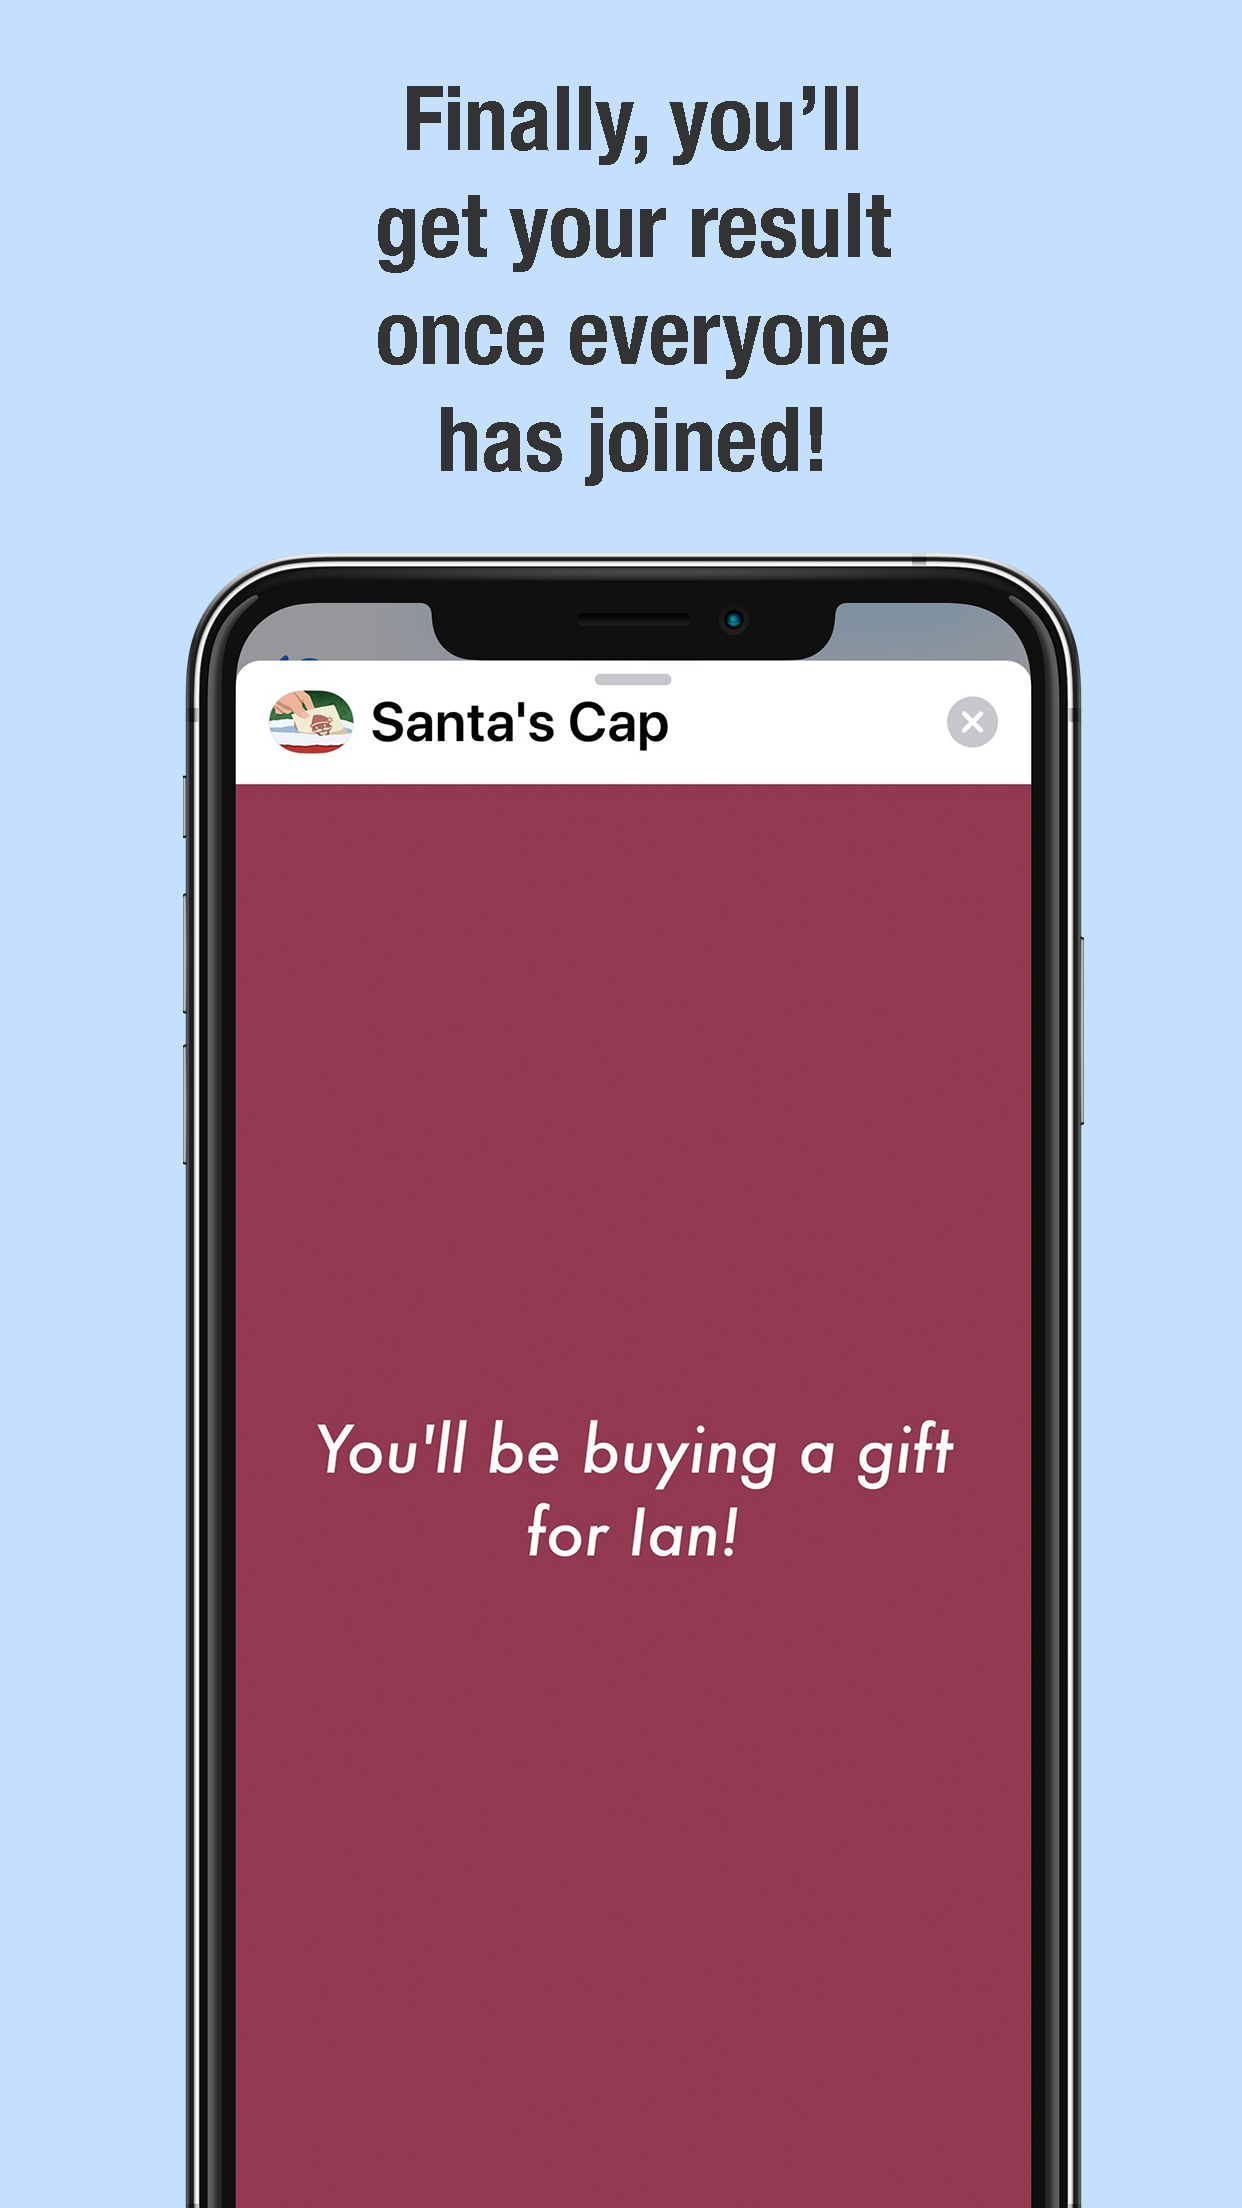 Finally, you’ll
get your result
once everyone
has joined!
Santa's Cap
You'll be buying a gift
for Ian!